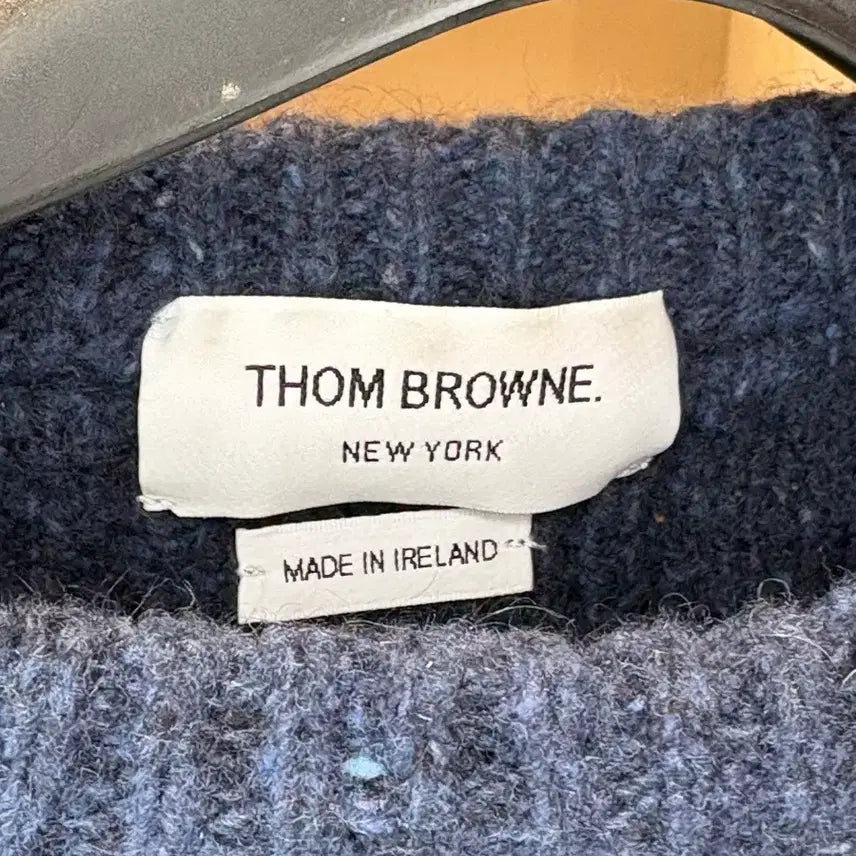 THOM BROWNE.
NEW YORK
MADE IN IRELAND